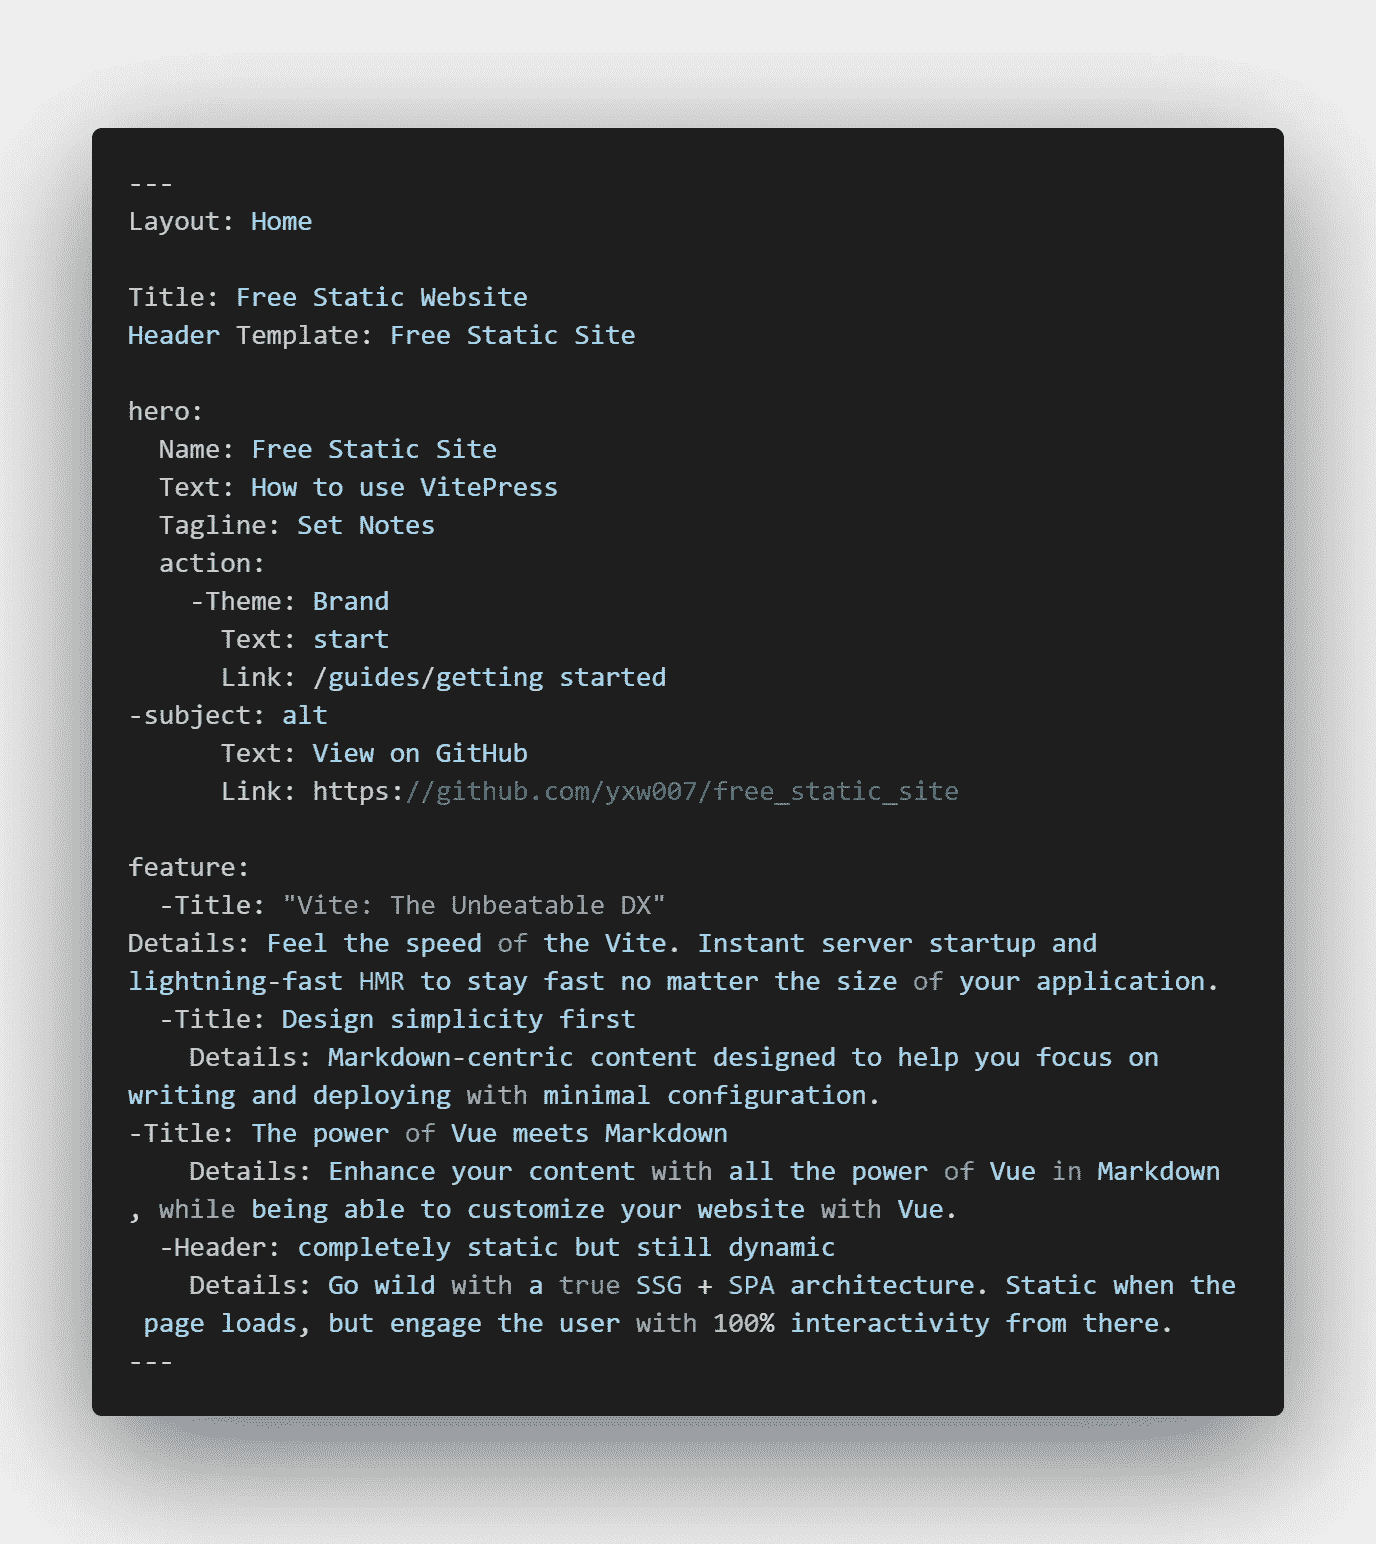 ---
Layout: Home

Title: Free Static Website
Header Template: Free Static Site

hero:
  Name: Free Static Site
  Text: How to use VitePress
  Tagline: Set Notes
  action:
    -Theme: Brand
      Text: start
      Link: /guides/getting started
-subject: alt
      Text: View on GitHub
      Link: https://github.com/yxw007/free_static_site

feature:
  -Title: "Vite: The Unbeatable DX"
Details: Feel the speed of the Vite. Instant server startup and
lightning-fast HMR to stay fast no matter the size of your application.
  -Title: Design simplicity first
    Details: Markdown-centric content designed to help you focus on
writing and deploying with minimal configuration.
-Title: The power of Vue meets Markdown
    Details: Enhance your content with all the power of Vue in Markdown
, while being able to customize your website with Vue.
  -Header: completely static but still dynamic
    Details: Go wild with a true SSG + SPA architecture. Static when the
 page loads, but engage the user with 100% interactivity from there.
---